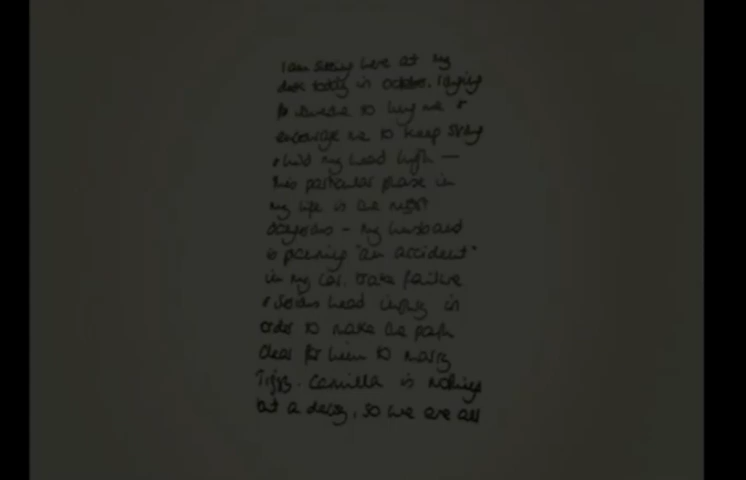 I am sitting here at my
desk today in october, longing
for someone to hug me &
encourage me to keep strong
& hold my head high —
this particular phase in
my life is the most
dangerous - my husband
is planning "an accident"
in my car. brake failure
& serious head injury in
order to make the path
clear for him to marry
Tiggy. Camilla is nothing
but a decoy, so we are all